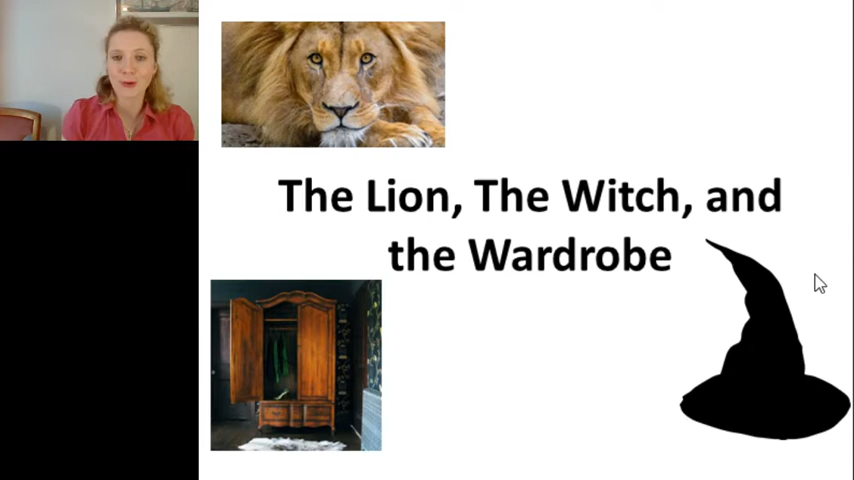 The Lion, The Witch, and
the Wardrobe